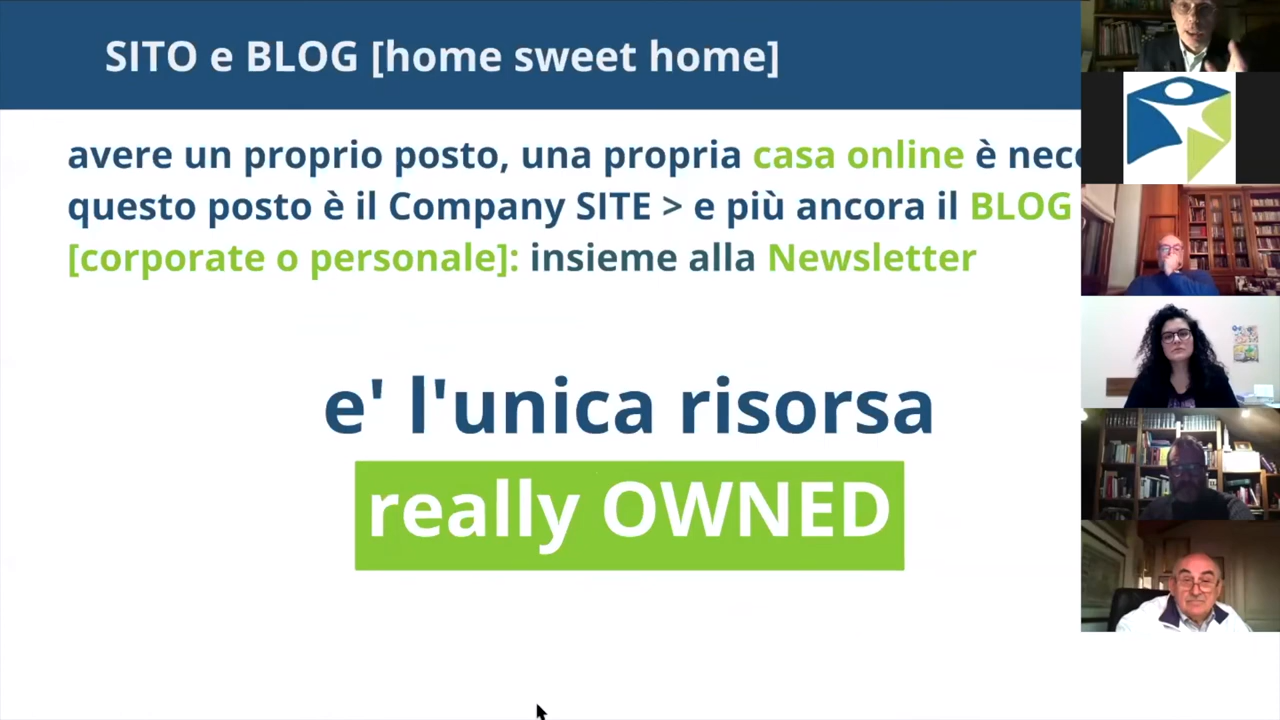 SITO e BLOG [home sweet home]
avere un proprio posto, una propria casa online è
questo posto è il Company SITE > e più ancora il BLOG
[corporate o personale]: insieme alla Newsletter
e' l'unica risorsa
really OWNED